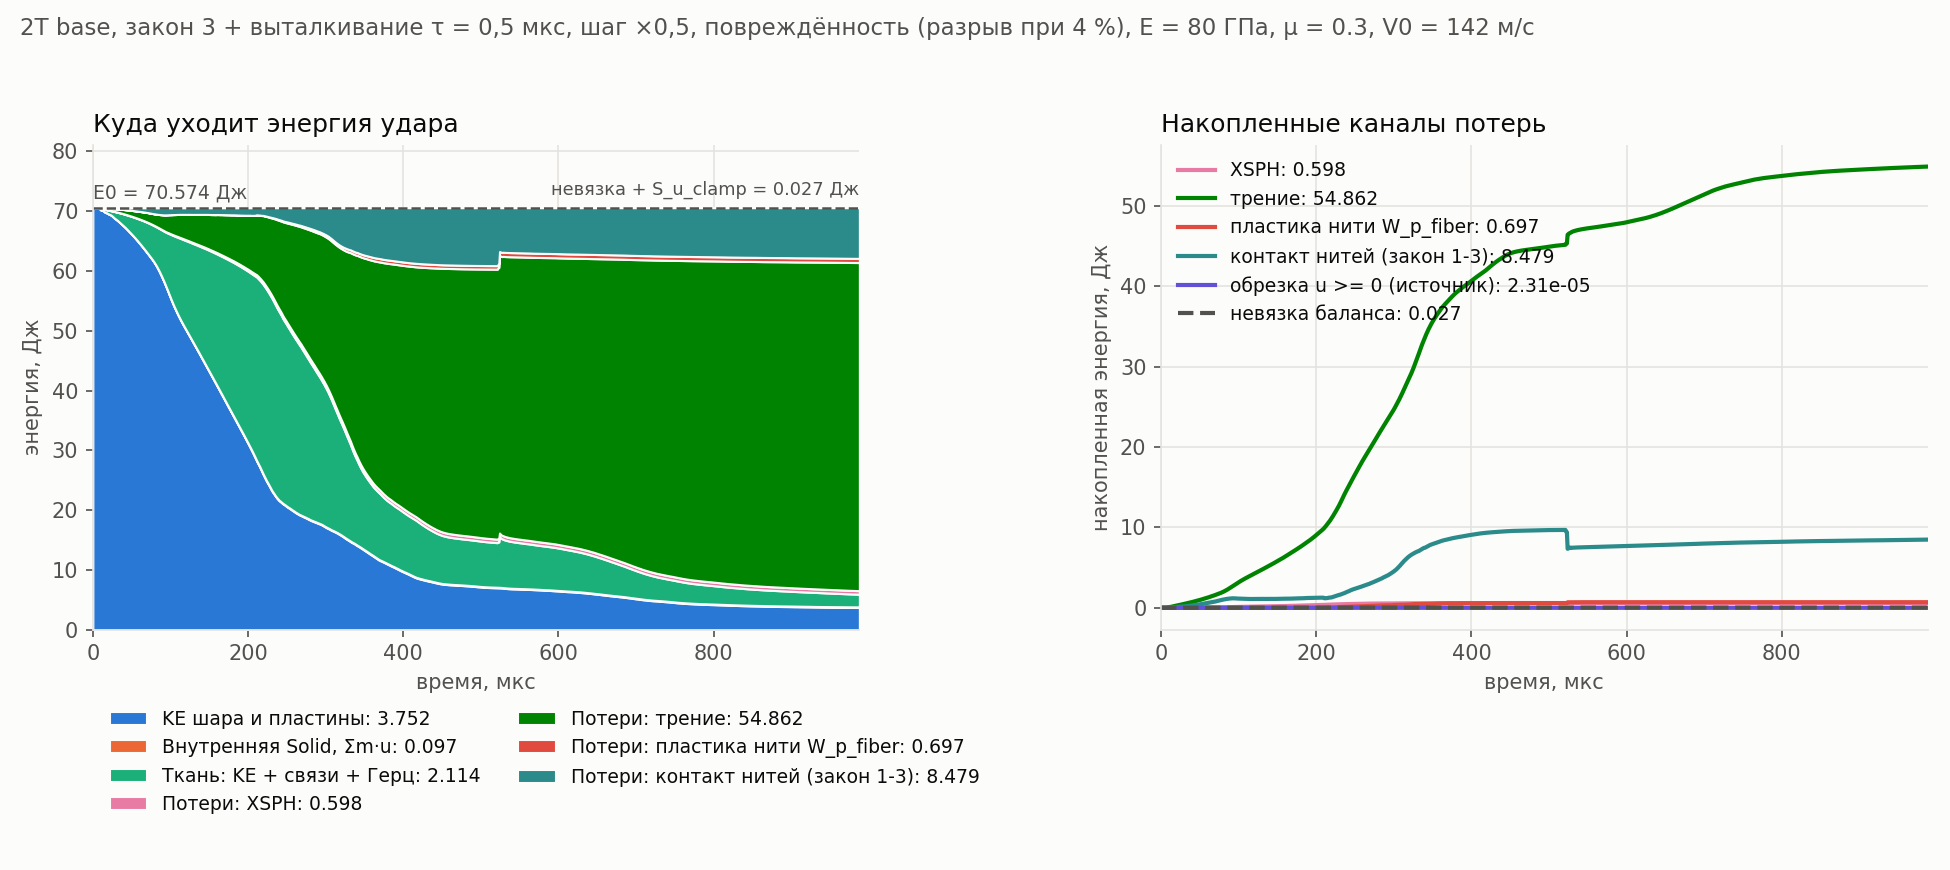 2T base, закон 3 + выталкивание τ = 0,5 мкс, шаг ×0,5, повреждённость (разрыв при 4 %), E = 80 ГПа, μ = 0.3, V0 = 142 м/с
Куда уходит энергия удара
80
70
60
50
40
30
20
10
0
энергия, Дж
E0 = 70.574 Дж
невязка + S_u_clamp = 0.027 Дж
0
200
400
600
800
время, мкс
KE шара и пластины: 3.752
Внутренняя Solid, Σm·u: 0.097
Ткань: KE + связи + Герц: 2.114
Потери: XSPH: 0.598
Потери: трение: 54.862
Потери: пластика нити W_p_fiber: 0.697
Потери: контакт нитей (закон 1-3): 8.479
Накопленные каналы потерь
50
40
30
20
10
0
накопленная энергия, Дж
XSPH: 0.598
трение: 54.862
пластика нити W_p_fiber: 0.697
контакт нитей (закон 1-3): 8.479
обрезка u >= 0 (источник): 2.31e-05
невязка баланса: 0.027
0
200
400
600
800
время, мкс